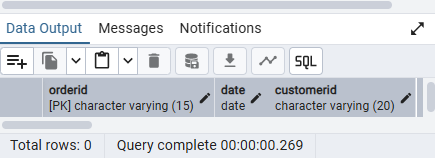 Data Output Messages Notifications
SQL
orderid date customerid
[PK] character varying (15) date character varying (20)
Total rows: 0 Query complete 00:00:00.269